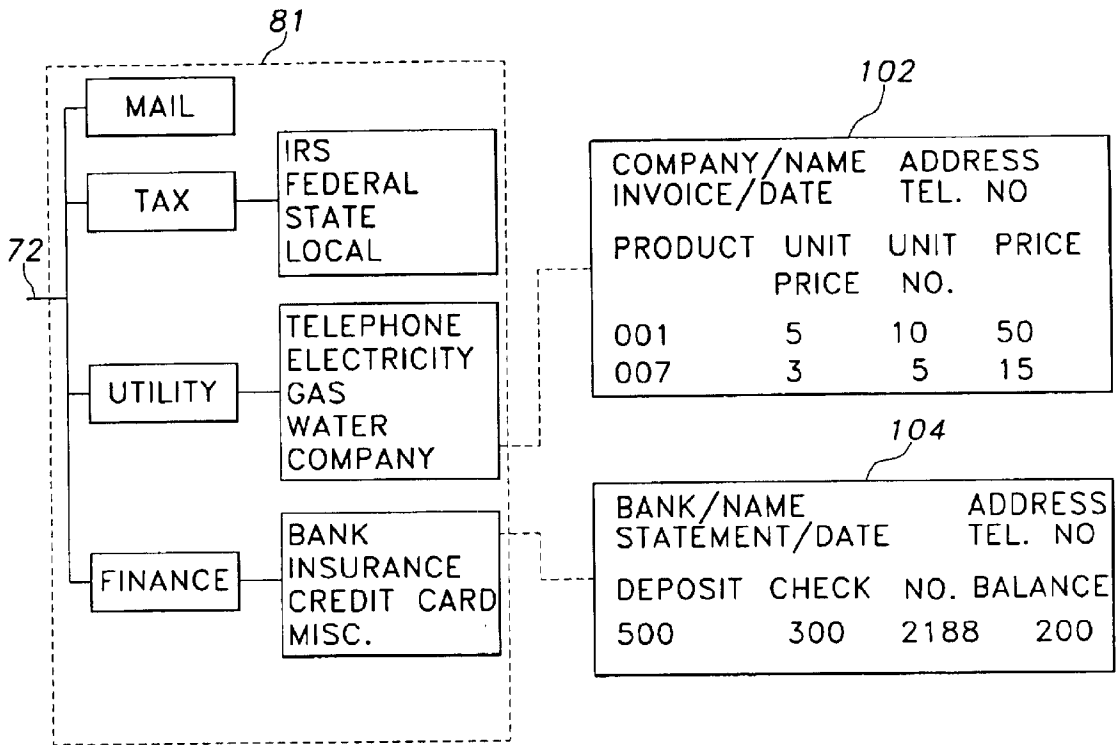 81
MAIL
TAX
IRS
FEDERAL
STATE
LOCAL
72
UTILITY
TELEPHONE
ELECTRICITY
GAS
WATER
COMPANY
FINANCE
BANK
INSURANCE
CREDIT CARD
MISC.
102
COMPANY/NAME ADDRESS
INVOICE/DATE TEL. NO
PRODUCT UNIT UNIT PRICE
PRICE NO.
001 5 10 50
007 3 5 15
104
BANK/NAME ADDRESS
STATEMENT/DATE TEL. NO
DEPOSIT CHECK NO. BALANCE
500 300 2188 200